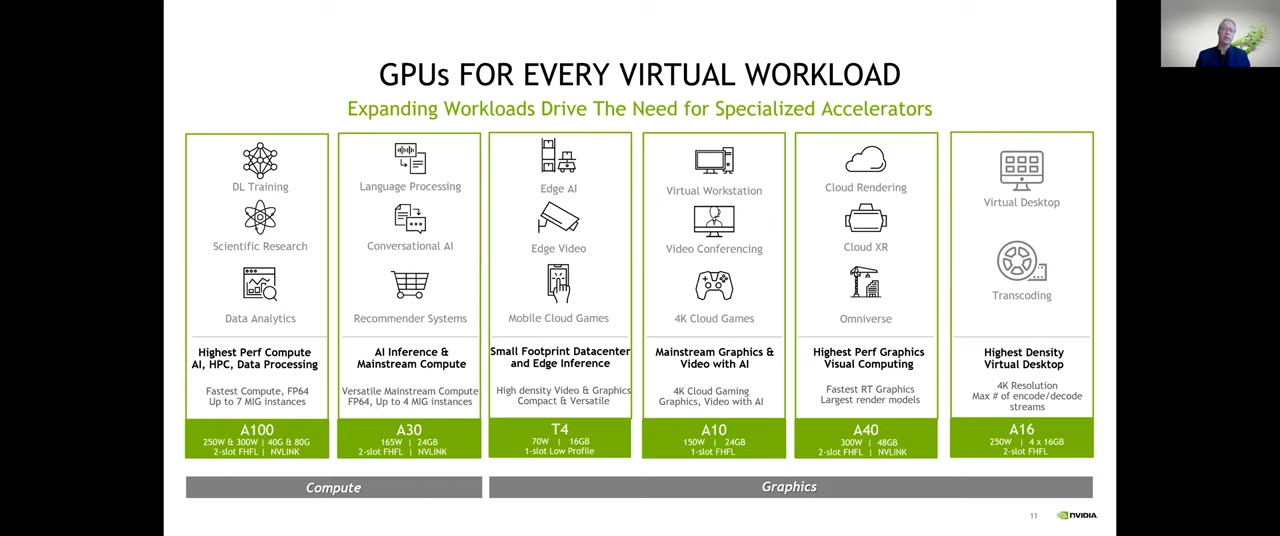 GPUs FOR EVERY VIRTUAL WORKLOAD
Expanding Workloads Drive The Need for Specialized Accelerators
DL Training
Scientific Research
Data Analytics
Highest Perf Compute
AI, HPC, Data Processing
Fastest Compute, FP64
Up to 7 MIG instances
A100
250W & 300W | 40G & 80G
2-slot FHFL | NVLINK
Language Processing
Conversational AI
Recommender Systems
AI Inference &
Mainstream Compute
Versatile Mainstream Compute
FP64, Up to 4 MIG instances
A30
165W | 24GB
2-slot FHFL | NVLINK
Edge AI
Edge Video
Mobile Cloud Games
Small Footprint Datacenter
and Edge Inference
High density Video & Graphics
Compact & Versatile
T4
70W | 16GB
1-slot Low Profile
Virtual Workstation
Video Conferencing
4K Cloud Games
Mainstream Graphics &
Video with AI
4K Cloud Gaming
Graphics, Video with AI
A10
150W | 24GB
1-slot FHFL
Cloud Rendering
Cloud XR
Omniverse
Highest Perf Graphics
Visual Computing
Fastest RT Graphics
Largest render models
A40
300W | 48GB
2-slot FHFL | NVLINK
Virtual Desktop
Transcoding
Highest Density
Virtual Desktop
4K Resolution
Max # of encode/decode
streams
A16
250W | 4 x 16GB
2-slot FHFL
Compute
Graphics
11
NVIDIA